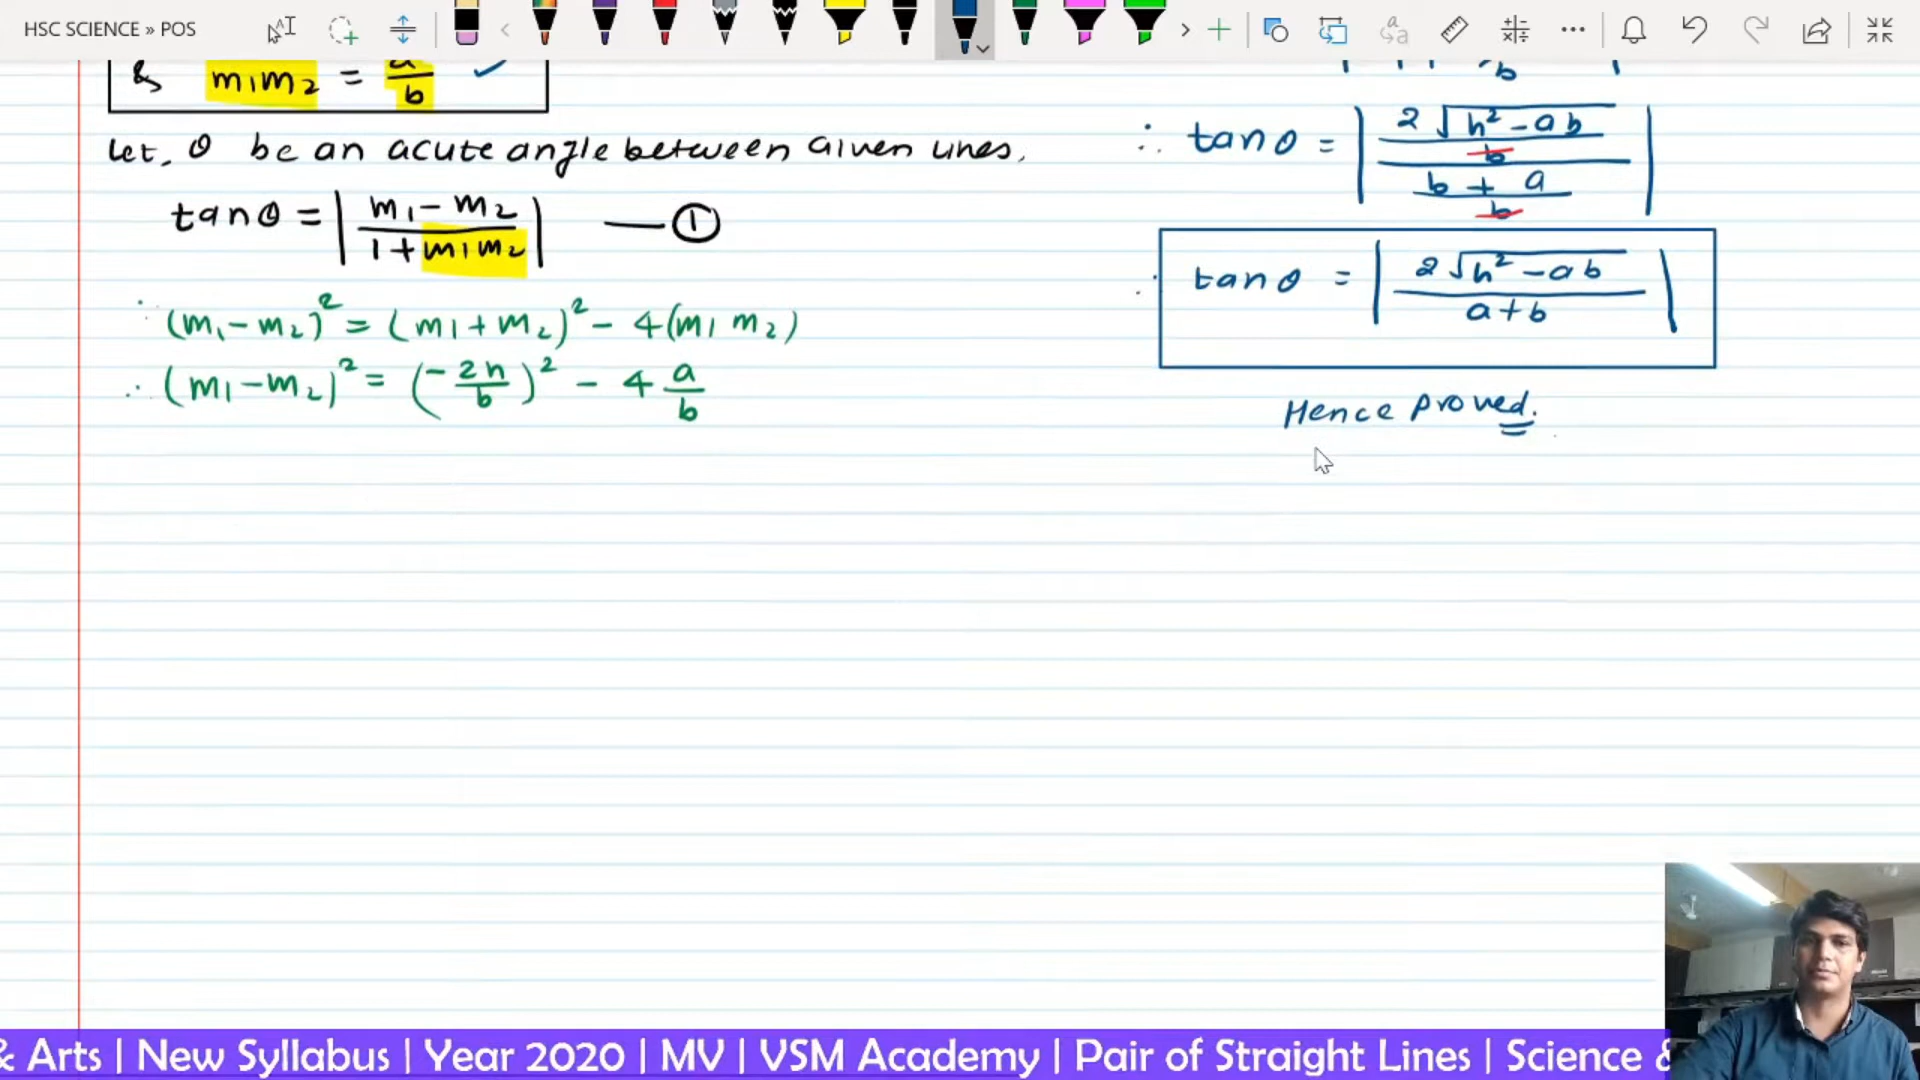 HSC SCIENCE » POS
& m₁m₂ = a/b ✓
Let, θ be an acute angle between given lines.
tanθ = | (m₁ - m₂)/(1 + m₁m₂) | — ①
∵ (m₁ - m₂)² = (m₁ + m₂)² - 4(m₁ m₂)
∴ (m₁ - m₂)² = (-2h/b)² - 4 a/b
∴ tanθ = | (2√(h² - ab)/b)/((b + a)/b) |
∴ tanθ = | 2√(h² - ab)/(a + b) |
Hence proved.
& Arts | New Syllabus | Year 2020 | MV | VSM Academy | Pair of Straight Lines | Science &